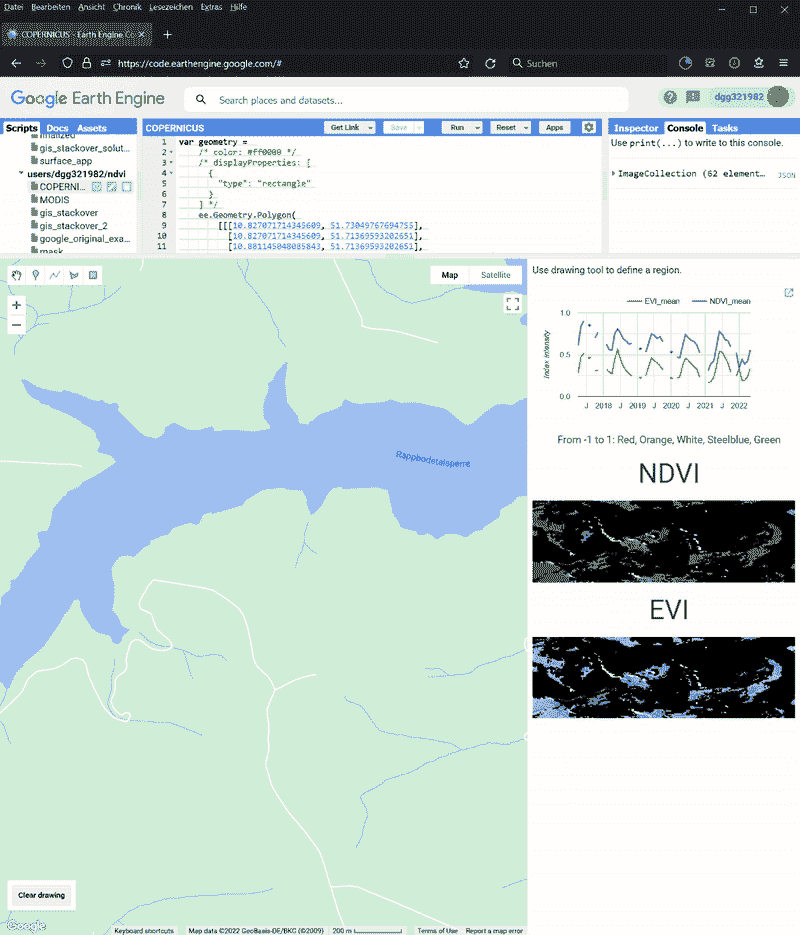 Datei Bearbeiten Ansicht Chronik Lesezeichen Extras Hilfe
COPERNICUS - Earth Engine Co
https://code.earthengine.google.com/#
Suchen
Google Earth Engine
Search places and datasets...
dgg321982
Scripts Docs Assets
finalized
gis_stackover_solut...
surface_app
users/dgg321982/ndvi
COPERNI...
MODIS
gis_stackover
gis_stackover_2
google_original_exa...
mask
COPERNICUS
Get Link
Save
Run
Reset
Apps
1 var geometry =
2 /* color: #ff0000 */
3 /* displayProperties: [
4 {
5 "type": "rectangle"
6 }
7 ] */
8 ee.Geometry.Polygon(
9 [[[10.827071714345609, 51.73049767694755],
10 [10.827071714345609, 51.71369593202651],
11 [10.881145048085843, 51.71369593202651],
Inspector Console Tasks
Use print(...) to write to this console.
ImageCollection (62 element...
JSON
Map Satellite
Rappbodetalsperre
Clear drawing
Google
Keyboard shortcuts
Map data ©2022 GeoBasis-DE/BKG (©2009)
200 m
Terms of Use
Report a map error
Use drawing tool to define a region.
EVI_mean NDVI_mean
Index intensity
1.0
0.5
0.0
J 2018 J 2019 J 2020 J 2021 J 2022
From -1 to 1: Red, Orange, White, Steelblue, Green
NDVI
EVI